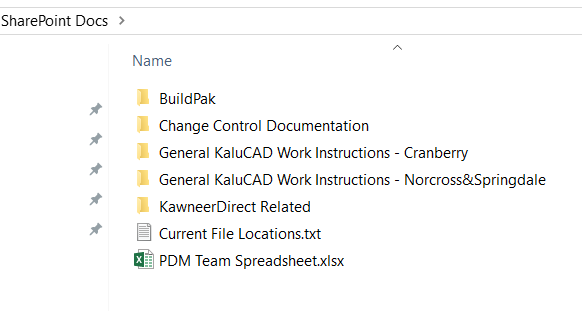 SharePoint Docs
Name
BuildPak
Change Control Documentation
General KaluCAD Work Instructions - Cranberry
General KaluCAD Work Instructions - Norcross&Springdale
KawneerDirect Related
Current File Locations.txt
PDM Team Spreadsheet.xlsx